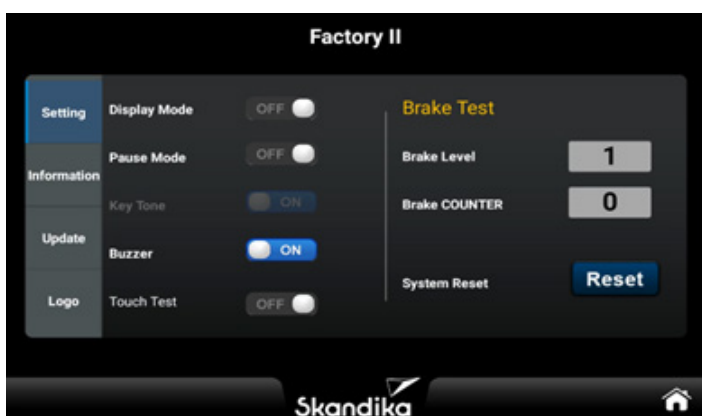 Factory II
Setting
Information
Update
Logo
Display Mode OFF
Pause Mode OFF
Key Tone ON
Buzzer ON
Touch Test OFF
Brake Test
Brake Level 1
Brake COUNTER 0
System Reset Reset
Skandika